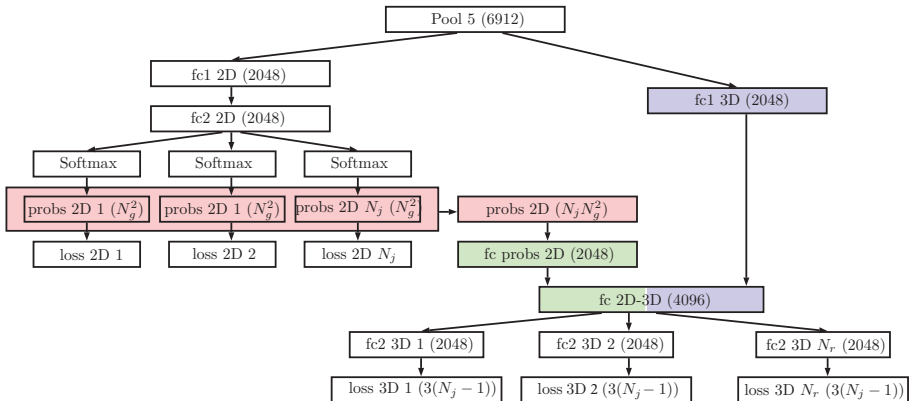 Pool 5 (6912)
fc1 2D (2048)
fc1 3D (2048)
fc2 2D (2048)
Softmax
Softmax
Softmax
probs 2D 1 (N_g^2)
probs 2D 1 (N_g^2)
probs 2D N_j (N_g^2)
probs 2D (N_jN_g^2)
loss 2D 1
loss 2D 2
loss 2D N_j
fc probs 2D (2048)
fc 2D-3D (4096)
fc2 3D 1 (2048)
fc2 3D 2 (2048)
fc2 3D N_r (2048)
loss 3D 1 (3(N_j − 1))
loss 3D 2 (3(N_j − 1))
loss 3D N_r (3(N_j − 1))